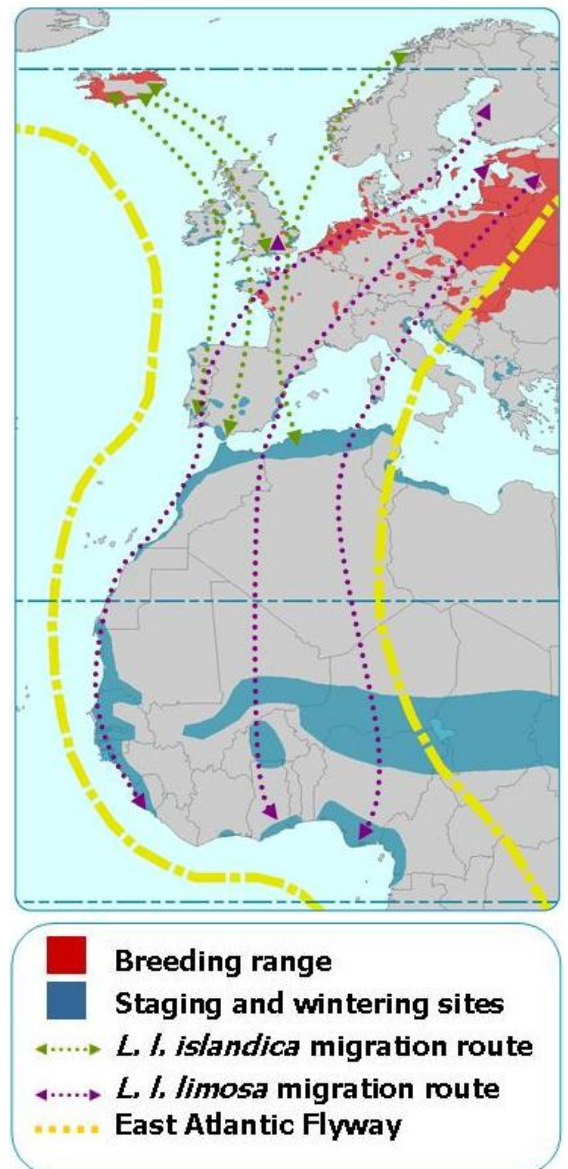 Breeding range
Staging and wintering sites
L. l. islandica migration route
L. l. limosa migration route
East Atlantic Flyway